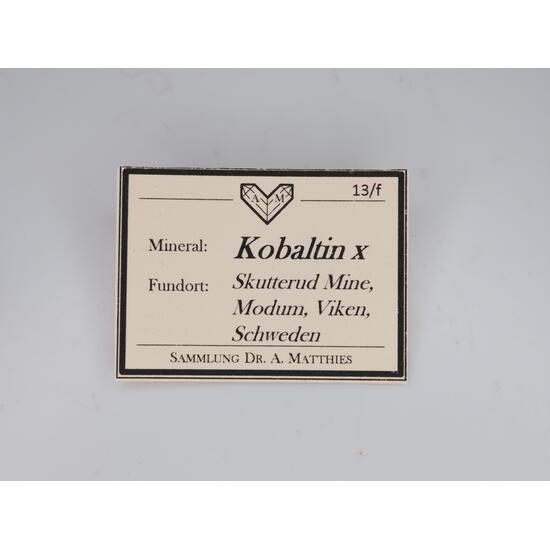 13/f
A M
Mineral: Kobaltin x
Fundort: Skutterud Mine,
Modum, Viken,
Schweden
SAMMLUNG DR. A. MATTHIES